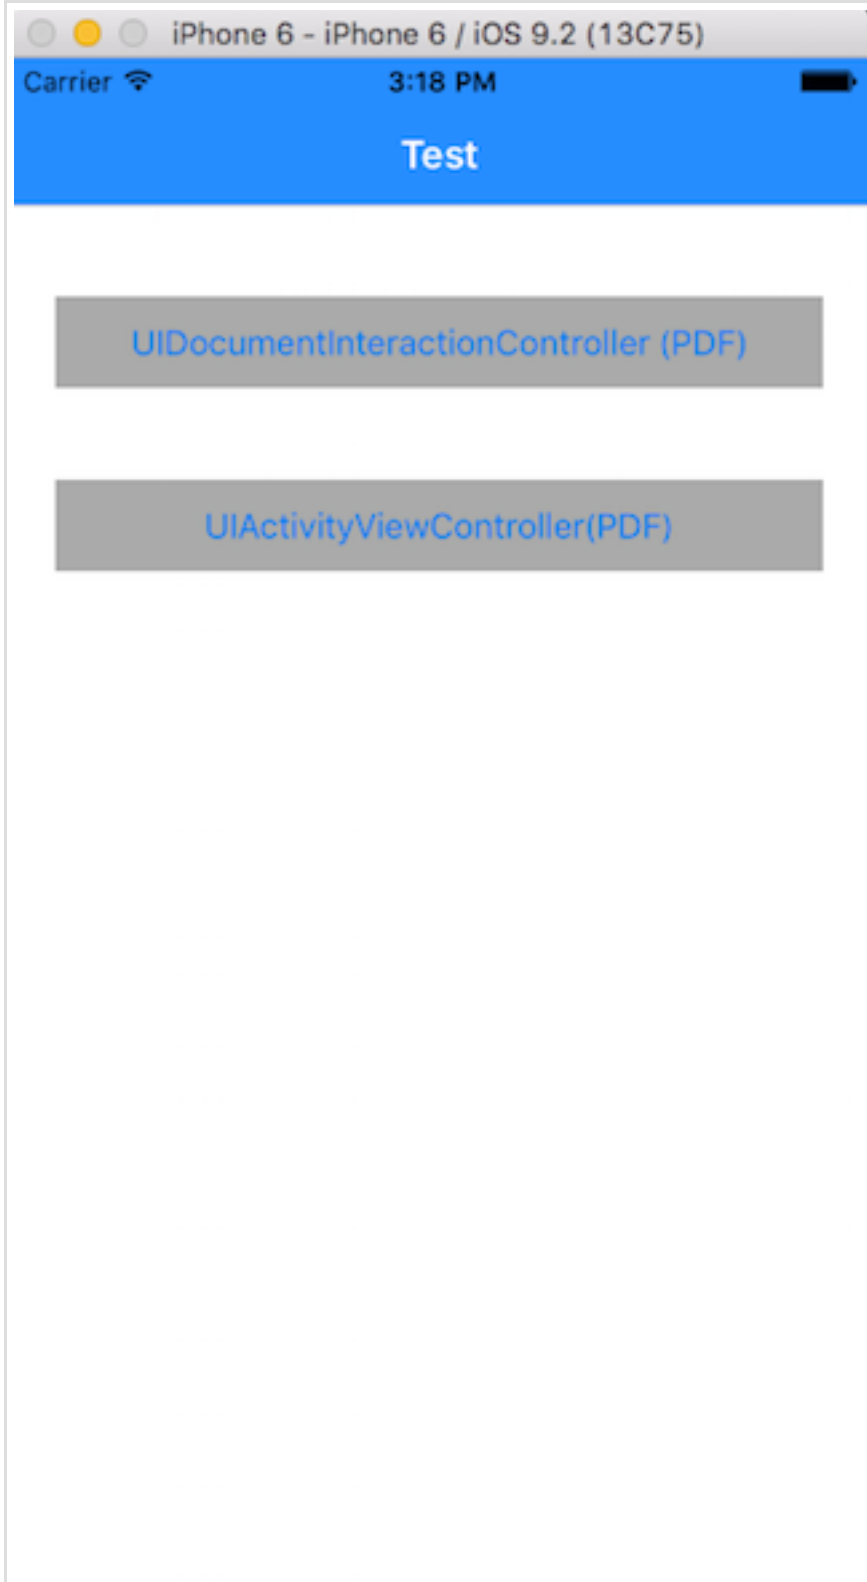 iPhone 6 - iPhone 6 / iOS 9.2 (13C75)
Carrier 3:18 PM
Test
UIDocumentInteractionController (PDF)
UIActivityViewController(PDF)